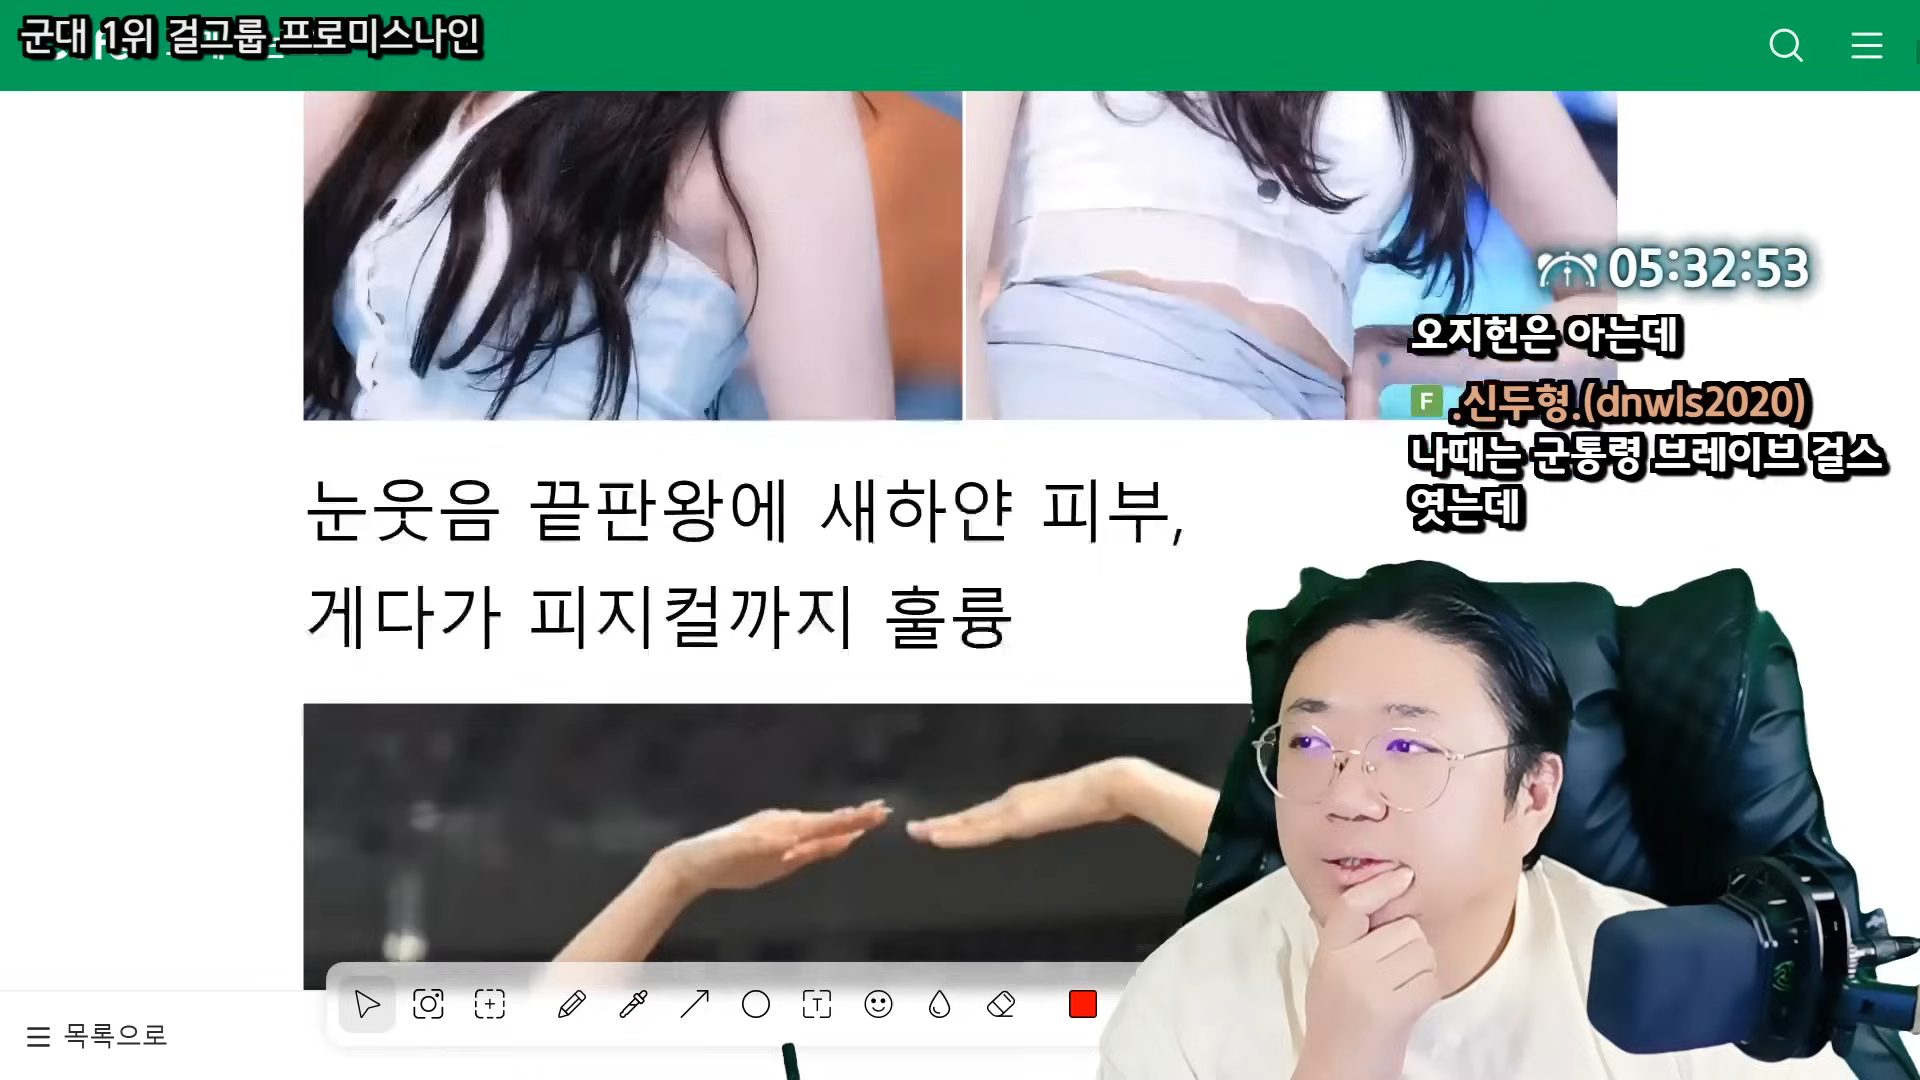 군대 1위 걸그룹 프로미스나인
05:32:53
오지헌은 아는데
F .신두형.(dnwls2020)
나때는 군통령 브레이브 걸스
엿는데
눈웃음 끝판왕에 새하얀 피부,
게다가 피지컬까지 훌륭
T
목록으로